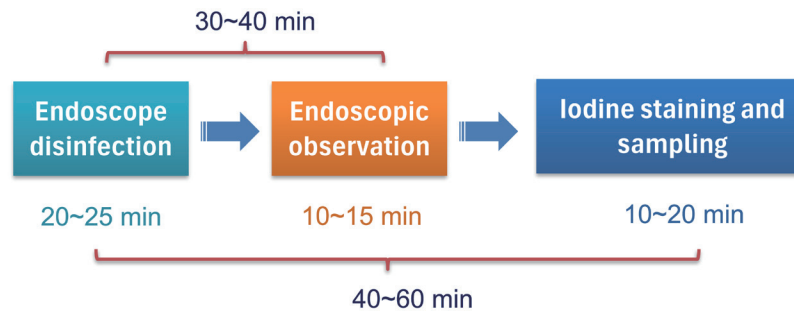 30~40 min
Endoscope
disinfection
Endoscopic
observation
Iodine staining and
sampling
20~25 min
10~15 min
10~20 min
40~60 min